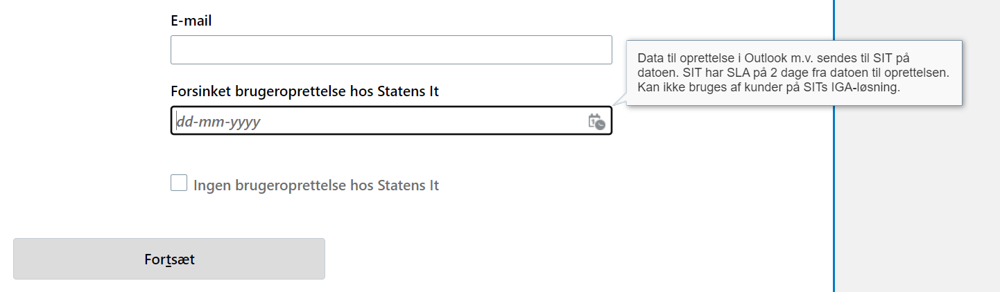 E-mail
Data til oprettelse i Outlook m.v. sendes til SIT på
datoen. SIT har SLA på 2 dage fra datoen til oprettelsen.
Kan ikke bruges af kunder på SITs IGA-løsning.
Forsinket brugeroprettelse hos Statens It
dd-mm-yyyy
Ingen brugeroprettelse hos Statens It
Fortsæt